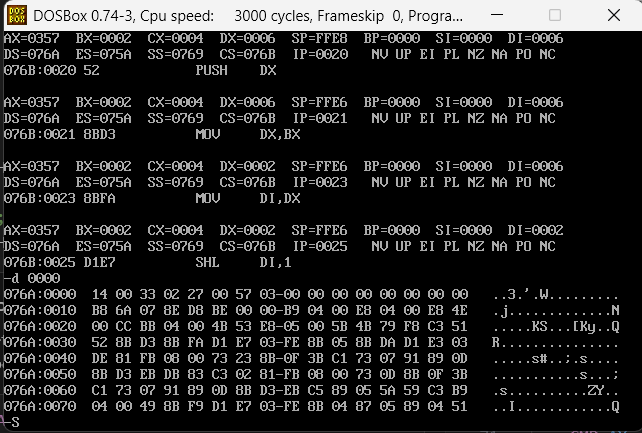 DOS BOX DOSBox 0.74-3, Cpu speed: 3000 cycles, Frameskip 0, Progra...
AX=0357 BX=0002 CX=0004 DX=0006 SP=FFE8 BP=0000 SI=0000 DI=0006
DS=076A ES=075A SS=0769 CS=076B IP=0020 NV UP EI PL NZ NA PO NC
076B:0020 52 PUSH DX
AX=0357 BX=0002 CX=0004 DX=0006 SP=FFE6 BP=0000 SI=0000 DI=0006
DS=076A ES=075A SS=0769 CS=076B IP=0021 NV UP EI PL NZ NA PO NC
076B:0021 8BD3 MOV DX,BX
AX=0357 BX=0002 CX=0004 DX=0002 SP=FFE6 BP=0000 SI=0000 DI=0006
DS=076A ES=075A SS=0769 CS=076B IP=0023 NV UP EI PL NZ NA PO NC
076B:0023 8BFA MOV DI,DX
AX=0357 BX=0002 CX=0004 DX=0002 SP=FFE6 BP=0000 SI=0000 DI=0002
DS=076A ES=075A SS=0769 CS=076B IP=0025 NV UP EI PL NZ NA PO NC
076B:0025 D1E7 SHL DI,1
-d 0000
076A:0000 14 00 33 02 27 00 57 03-00 00 00 00 00 00 00 00 ..3.'.W.........
076A:0010 B8 6A 07 8E D8 BE 00 00-B9 04 00 E8 04 00 E8 4E .j.............N
076A:0020 00 CC BB 04 00 4B 53 E8-05 00 5B 4B 79 F8 C3 51 .....KS...[Ky..Q
076A:0030 52 8B D3 8B FA D1 E7 03-FE 8B 05 8B DA D1 E3 03 R...............
076A:0040 DE 81 FB 08 00 73 23 8B-0F 3B C1 73 07 91 89 0D .....s#..;.s....
076A:0050 8B D3 EB DB 83 C3 02 81-FB 08 00 73 0D 8B 0F 3B ...........s...;
076A:0060 C1 73 07 91 89 0D 8B D3-EB C5 89 05 5A 59 C3 B9 .s..........ZY..
076A:0070 04 00 49 8B F9 D1 E7 03-FE 8B 04 87 05 89 04 51 ..I............Q
-S